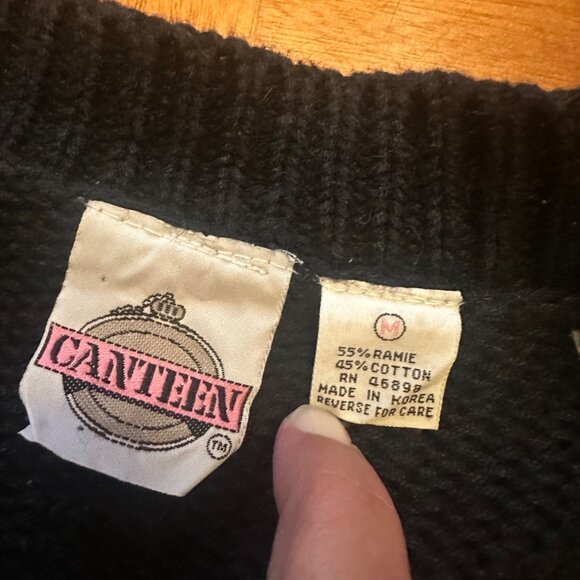 CANTEEN
TM
M
55% RAMIE
45% COTTON
RN 46898
MADE IN KOREA
REVERSE FOR CARE